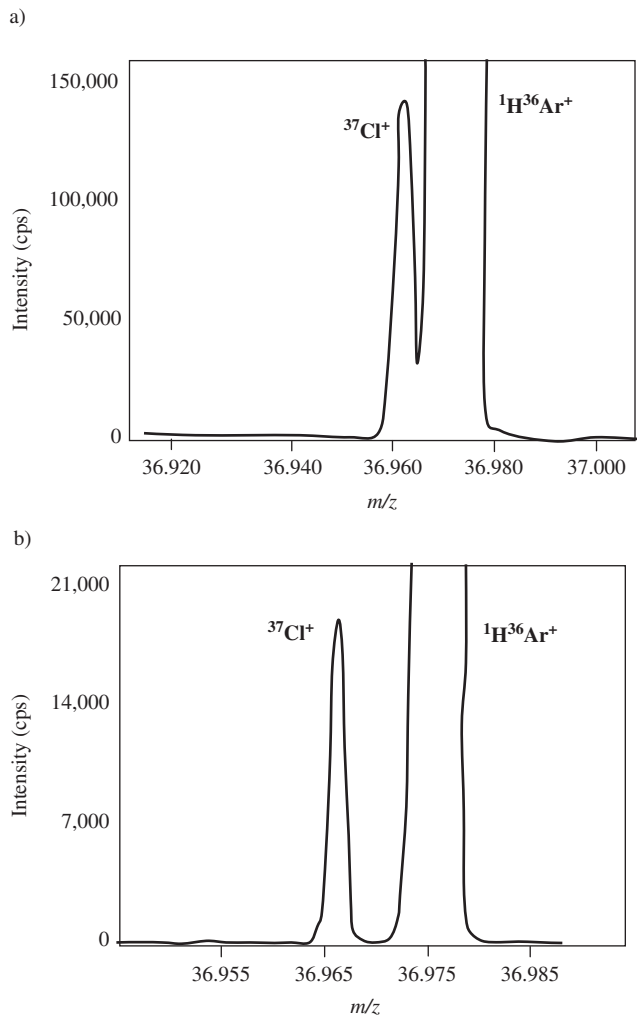 a)
150,000
100,000
50,000
0
Intensity (cps)
³⁷Cl⁺
¹H³⁶Ar⁺
36.920 36.940 36.960 36.980 37.000
m/z
b)
21,000
14,000
7,000
0
Intensity (cps)
³⁷Cl⁺
¹H³⁶Ar⁺
36.955 36.965 36.975 36.985
m/z